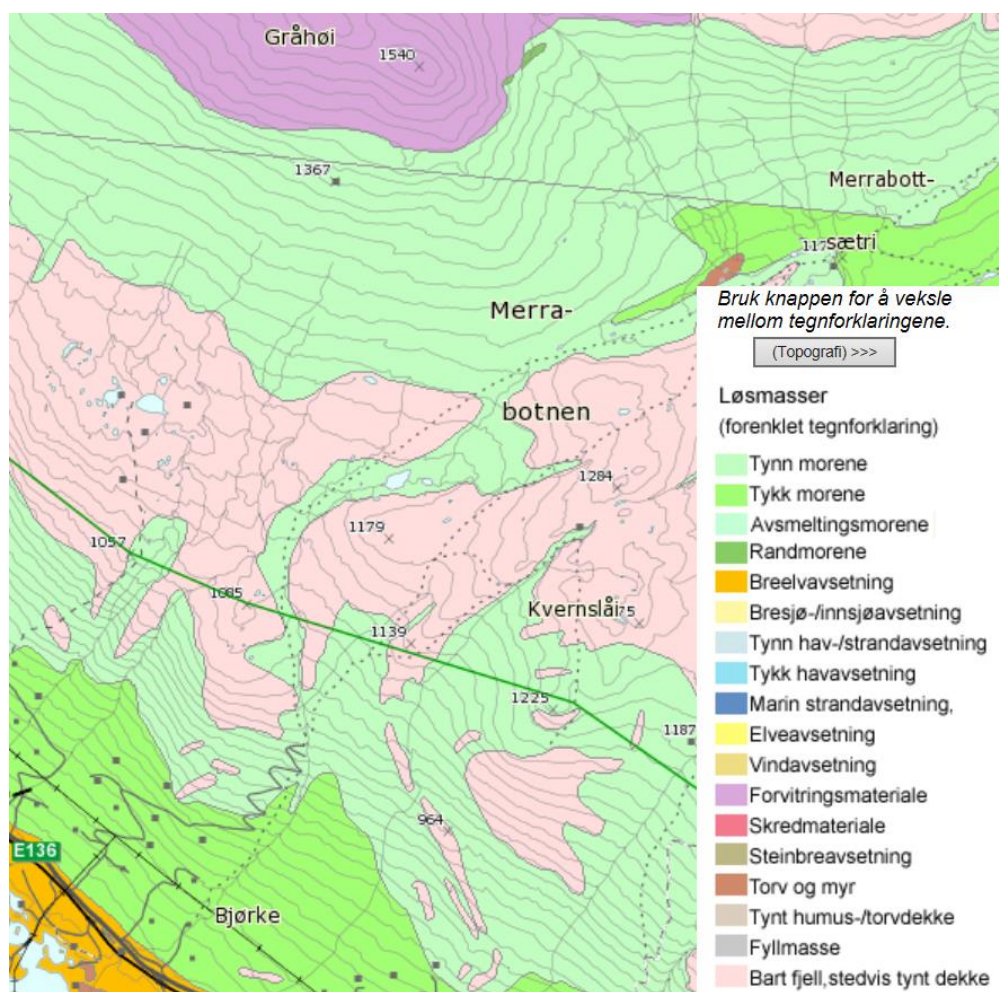 Gråhøi
1540
1367
Merrabott-
sætri
Merra-
botnen
1284
1179
1057
1085
Kvernslåi
1139
1225
1187
964
E136
Bjørke
Bruk knappen for å veksle
mellom tegnforklaringene.
(Topografi) >>>
Løsmasser
(forenklet tegnforklaring)
Tynn morene
Tykk morene
Avsmeltingsmorene
Randmorene
Breelvavsetning
Bresjø-/innsjøavsetning
Tynn hav-/strandavsetning
Tykk havavsetning
Marin strandavsetning,
Elveavsetning
Vindavsetning
Forvitringsmateriale
Skredmateriale
Steinbreavsetning
Torv og myr
Tynt humus-/torvdekke
Fyllmasse
Bart fjell,stedvis tynt dekke